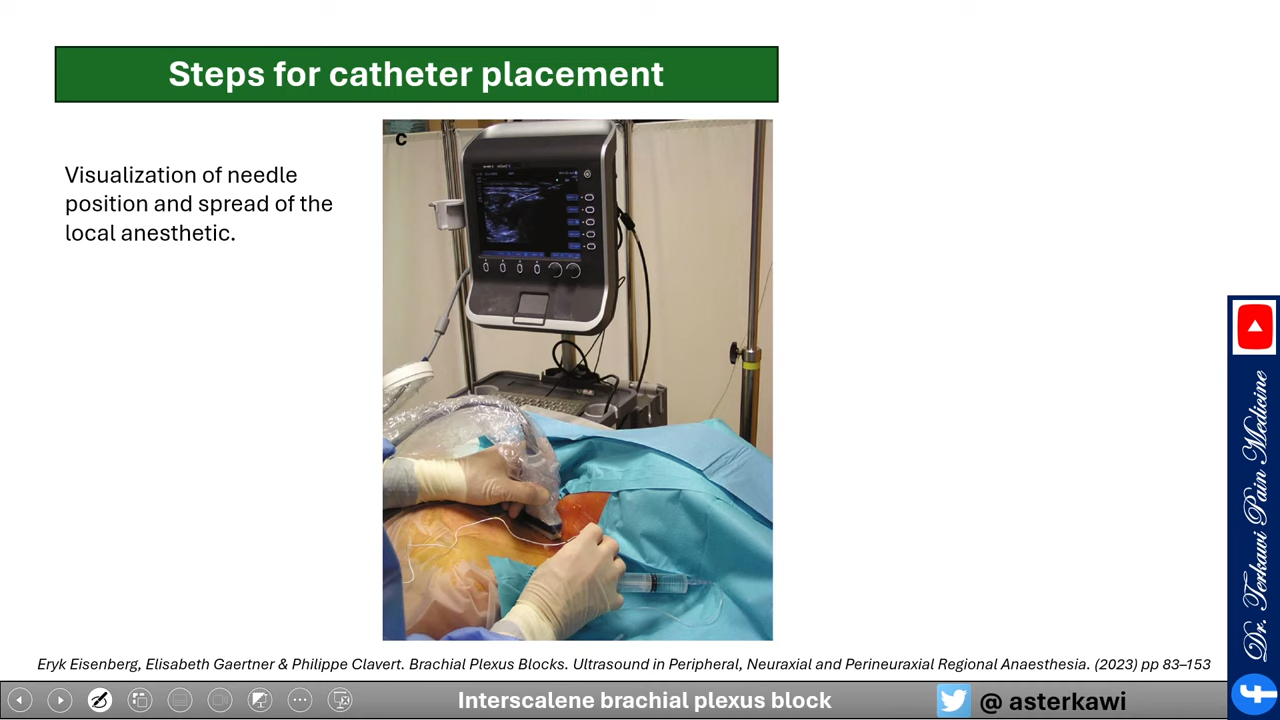 Steps for catheter placement
C
Visualization of needle
position and spread of the
local anesthetic.
Eryk Eisenberg, Elisabeth Gaertner & Philippe Clavert. Brachial Plexus Blocks. Ultrasound in Peripheral, Neuraxial and Perineuraxial Regional Anaesthesia. (2023) pp 83–153
Interscalene brachial plexus block
@ asterkawi
Dr. Terkawi Pain Medicine